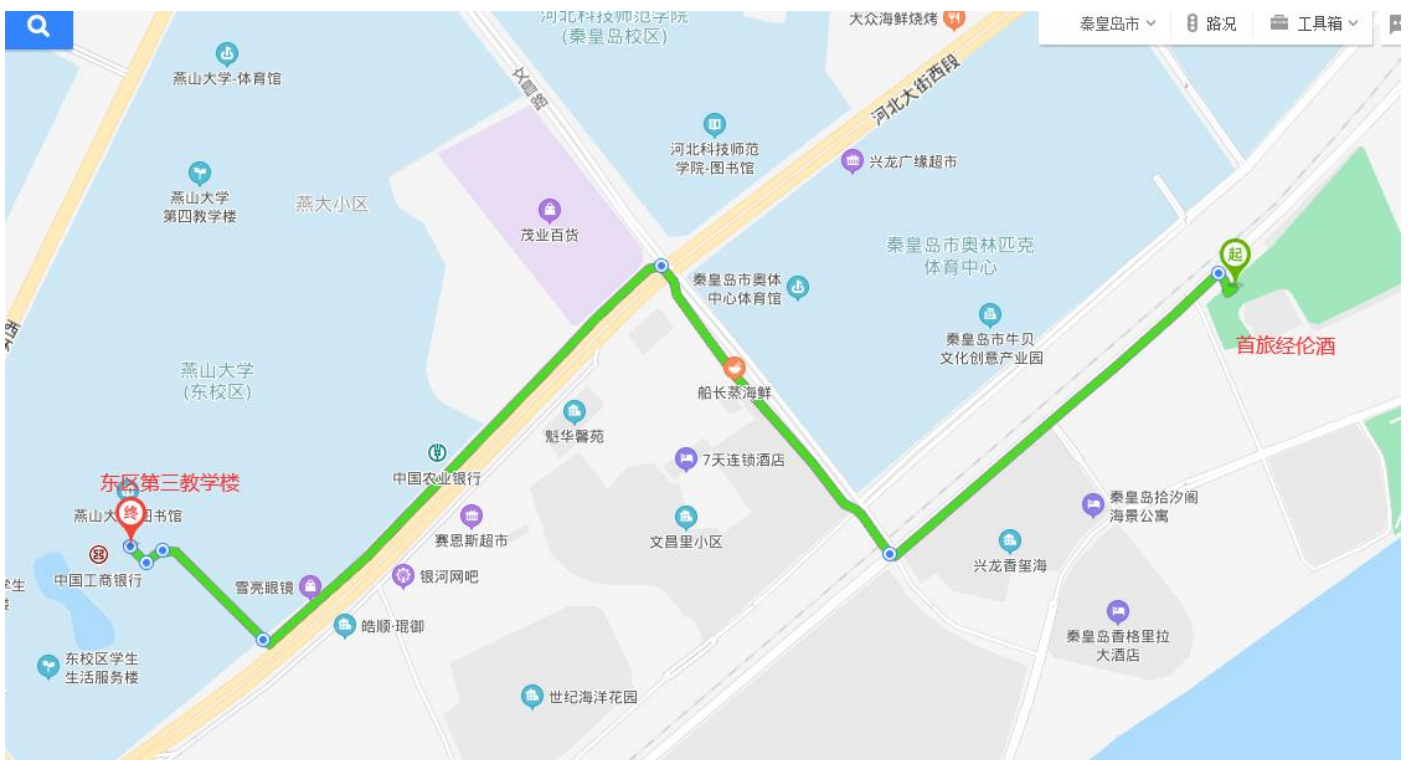 河北科技师范学院
(秦皇岛校区)
大众海鲜烧烤
秦皇岛市
路况
工具箱
燕山大学-体育馆
文昌路
河北大街西段
河北科技师范
学院-图书馆
兴龙广缘超市
燕山大学
第四教学楼
燕大小区
茂业百货
秦皇岛市奥林匹克
体育中心
起
秦皇岛市奥体
中心体育馆
秦皇岛市牛贝
文化创意产业园
首旅经伦酒
燕山大学
(东校区)
船长蒸海鲜
魁华馨苑
7天连锁酒店
中国农业银行
东区第三教学楼
燕山大
终
图书馆
赛恩斯超市
文昌里小区
秦皇岛拾汐阁
海景公寓
中国工商银行
雪亮眼镜
银河网吧
兴龙香玺海
皓顺·琨御
秦皇岛香格里拉
大酒店
东校区学生
生活服务楼
世纪海洋花园